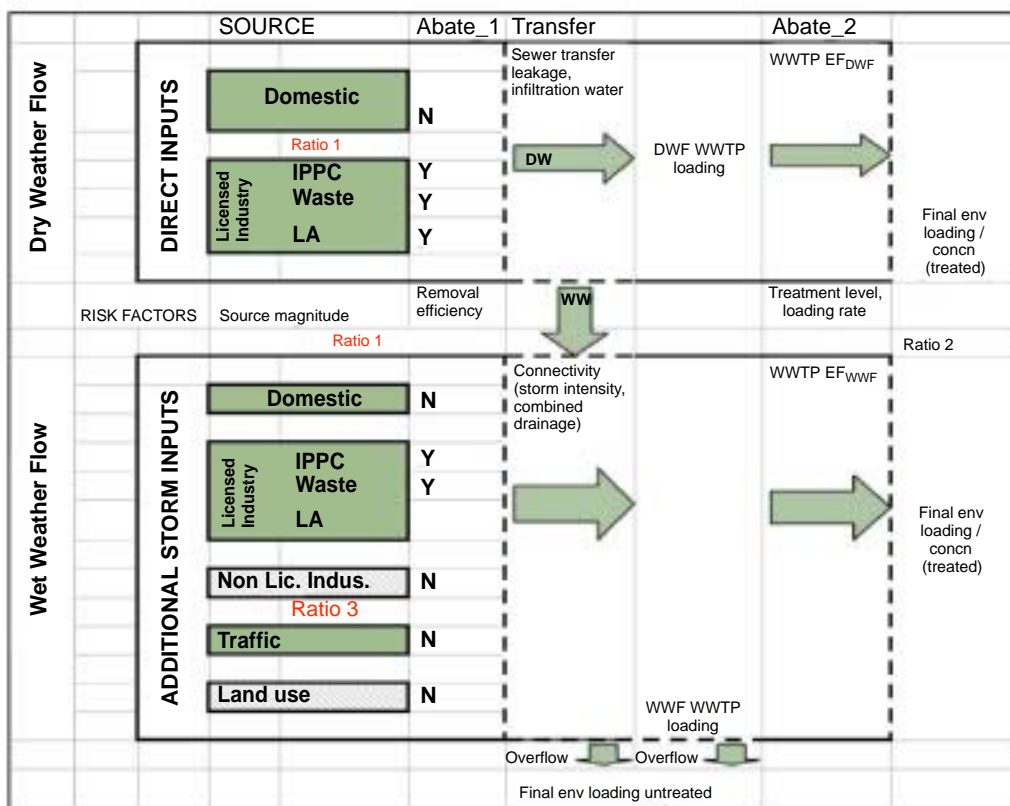 SOURCE Abate_1 Transfer Abate_2
Dry Weather Flow
DIRECT INPUTS
Domestic
N
Ratio 1
Licensed
Industry
IPPC
Waste
LA
Y
Y
Y
Sewer transfer
leakage,
infiltration water
DW
DWF WWTP
loading
WWTP EF_DWF
Final env
loading /
concn
(treated)
RISK FACTORS Source magnitude
Removal
efficiency
WW
Treatment level,
loading rate
Ratio 1
Ratio 2
Wet Weather Flow
ADDITIONAL STORM INPUTS
Domestic
N
Licensed
Industry
IPPC
Waste
LA
Y
Y
Non Lic. Indus.
N
Ratio 3
Traffic
N
Land use
N
Connectivity
(storm intensity,
combined
drainage)
WWTP EF_WWF
Final env
loading /
concn
(treated)
WWF WWTP
loading
Overflow Overflow
Final env loading untreated